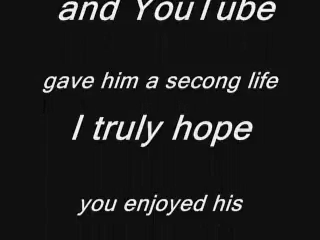 and YouTube
gave him a secong life
I truly hope
you enjoyed his